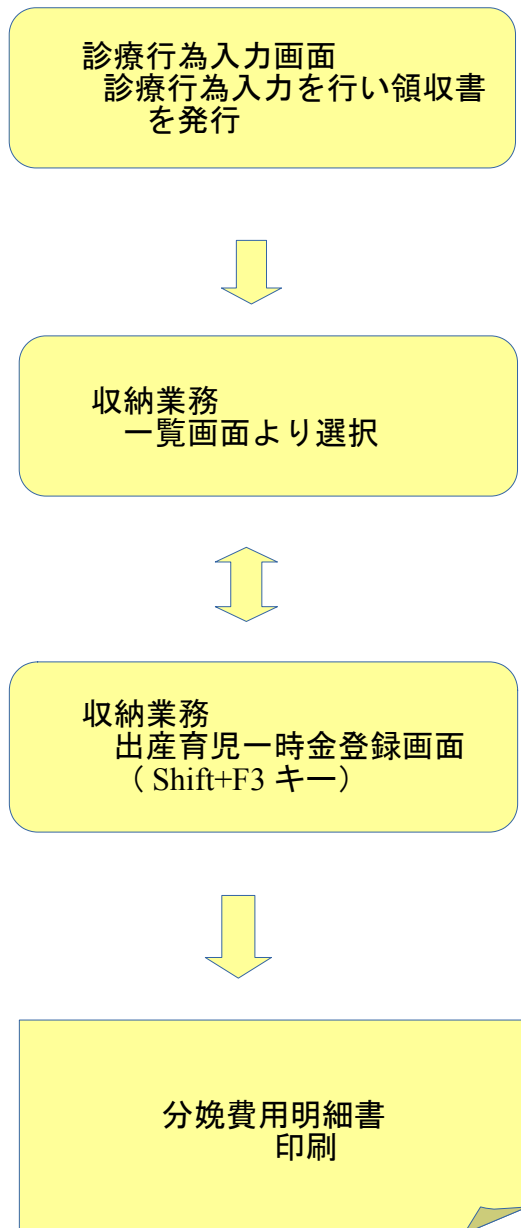 診療行為入力画面
診療行為入力を行い領収書
を発行
収納業務
一覧画面より選択
収納業務
出産育児一時金登録画面
（Shift+F3 キー）
分娩費用明細書
印刷